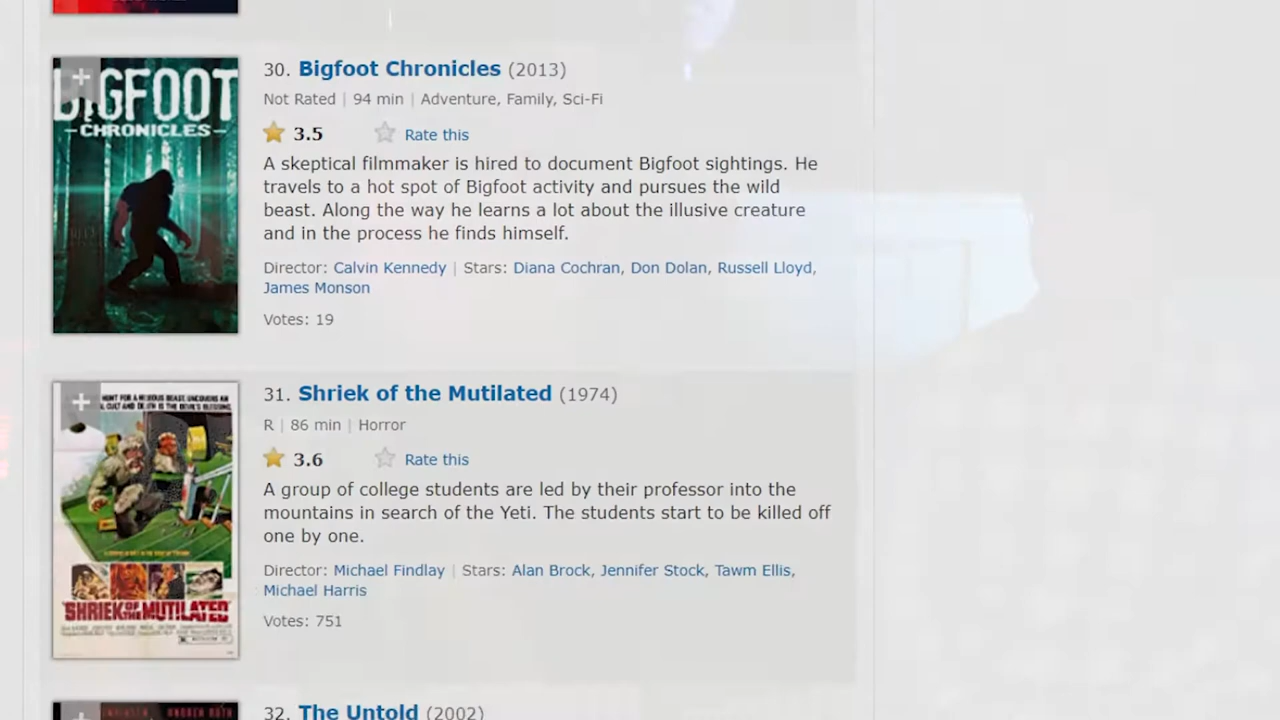 BIGFOOT
CHRONICLES
30. Bigfoot Chronicles (2013)
Not Rated | 94 min | Adventure, Family, Sci-Fi
3.5 Rate this
A skeptical filmmaker is hired to document Bigfoot sightings. He
travels to a hot spot of Bigfoot activity and pursues the wild
beast. Along the way he learns a lot about the illusive creature
and in the process he finds himself.
Director: Calvin Kennedy | Stars: Diana Cochran, Don Dolan, Russell Lloyd,
James Monson
Votes: 19
SHRIEK OF THE MUTILATED
31. Shriek of the Mutilated (1974)
R | 86 min | Horror
3.6 Rate this
A group of college students are led by their professor into the
mountains in search of the Yeti. The students start to be killed off
one by one.
Director: Michael Findlay | Stars: Alan Brock, Jennifer Stock, Tawm Ellis,
Michael Harris
Votes: 751
32. The Untold (2002)